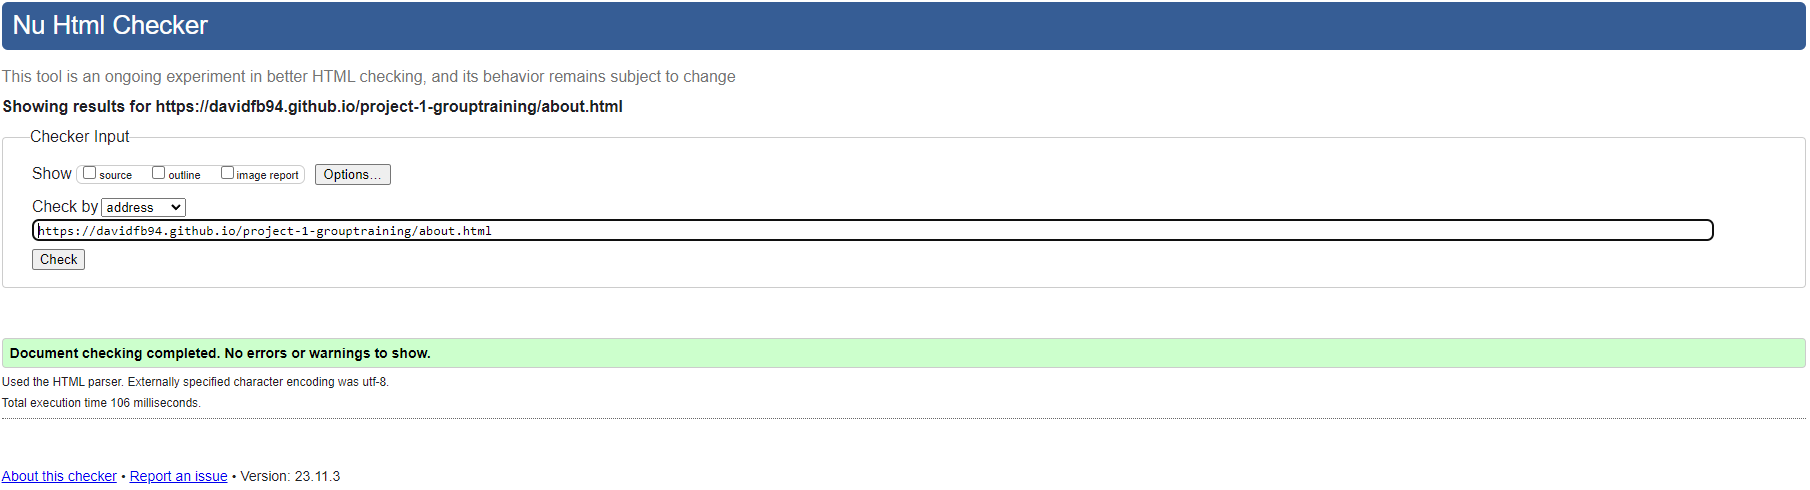 Nu Html Checker
This tool is an ongoing experiment in better HTML checking, and its behavior remains subject to change
Showing results for https://davidfb94.github.io/project-1-grouptraining/about.html
Checker Input
Show source outline image report Options...
Check by address
https://davidfb94.github.io/project-1-grouptraining/about.html
Check
Document checking completed. No errors or warnings to show.
Used the HTML parser. Externally specified character encoding was utf-8.
Total execution time 106 milliseconds.
About this checker • Report an issue • Version: 23.11.3